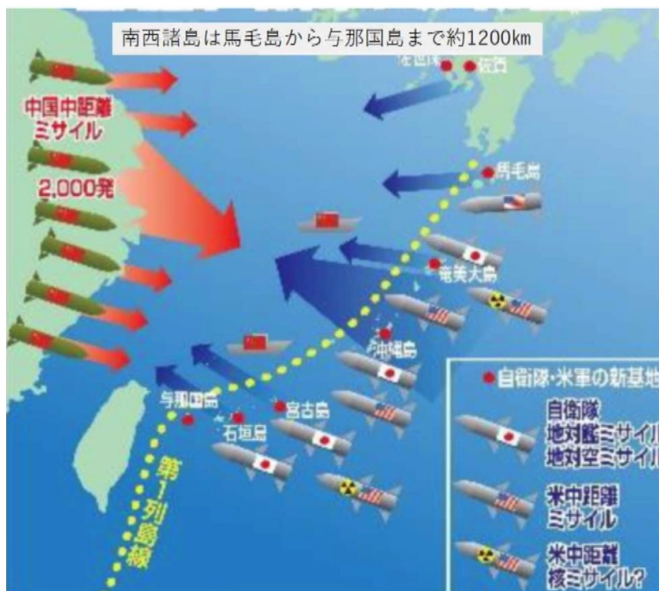 南西諸島は馬毛島から与那国島まで約1200km
佐世保
佐賀
中国中距離
ミサイル
2,000発
馬毛島
奄美大島
沖縄島
与那国島
宮古島
石垣島
第1列島線
自衛隊・米軍の新基地
自衛隊
地対艦ミサイル
地対空ミサイル
米中距離
ミサイル
米中距離
核ミサイル?